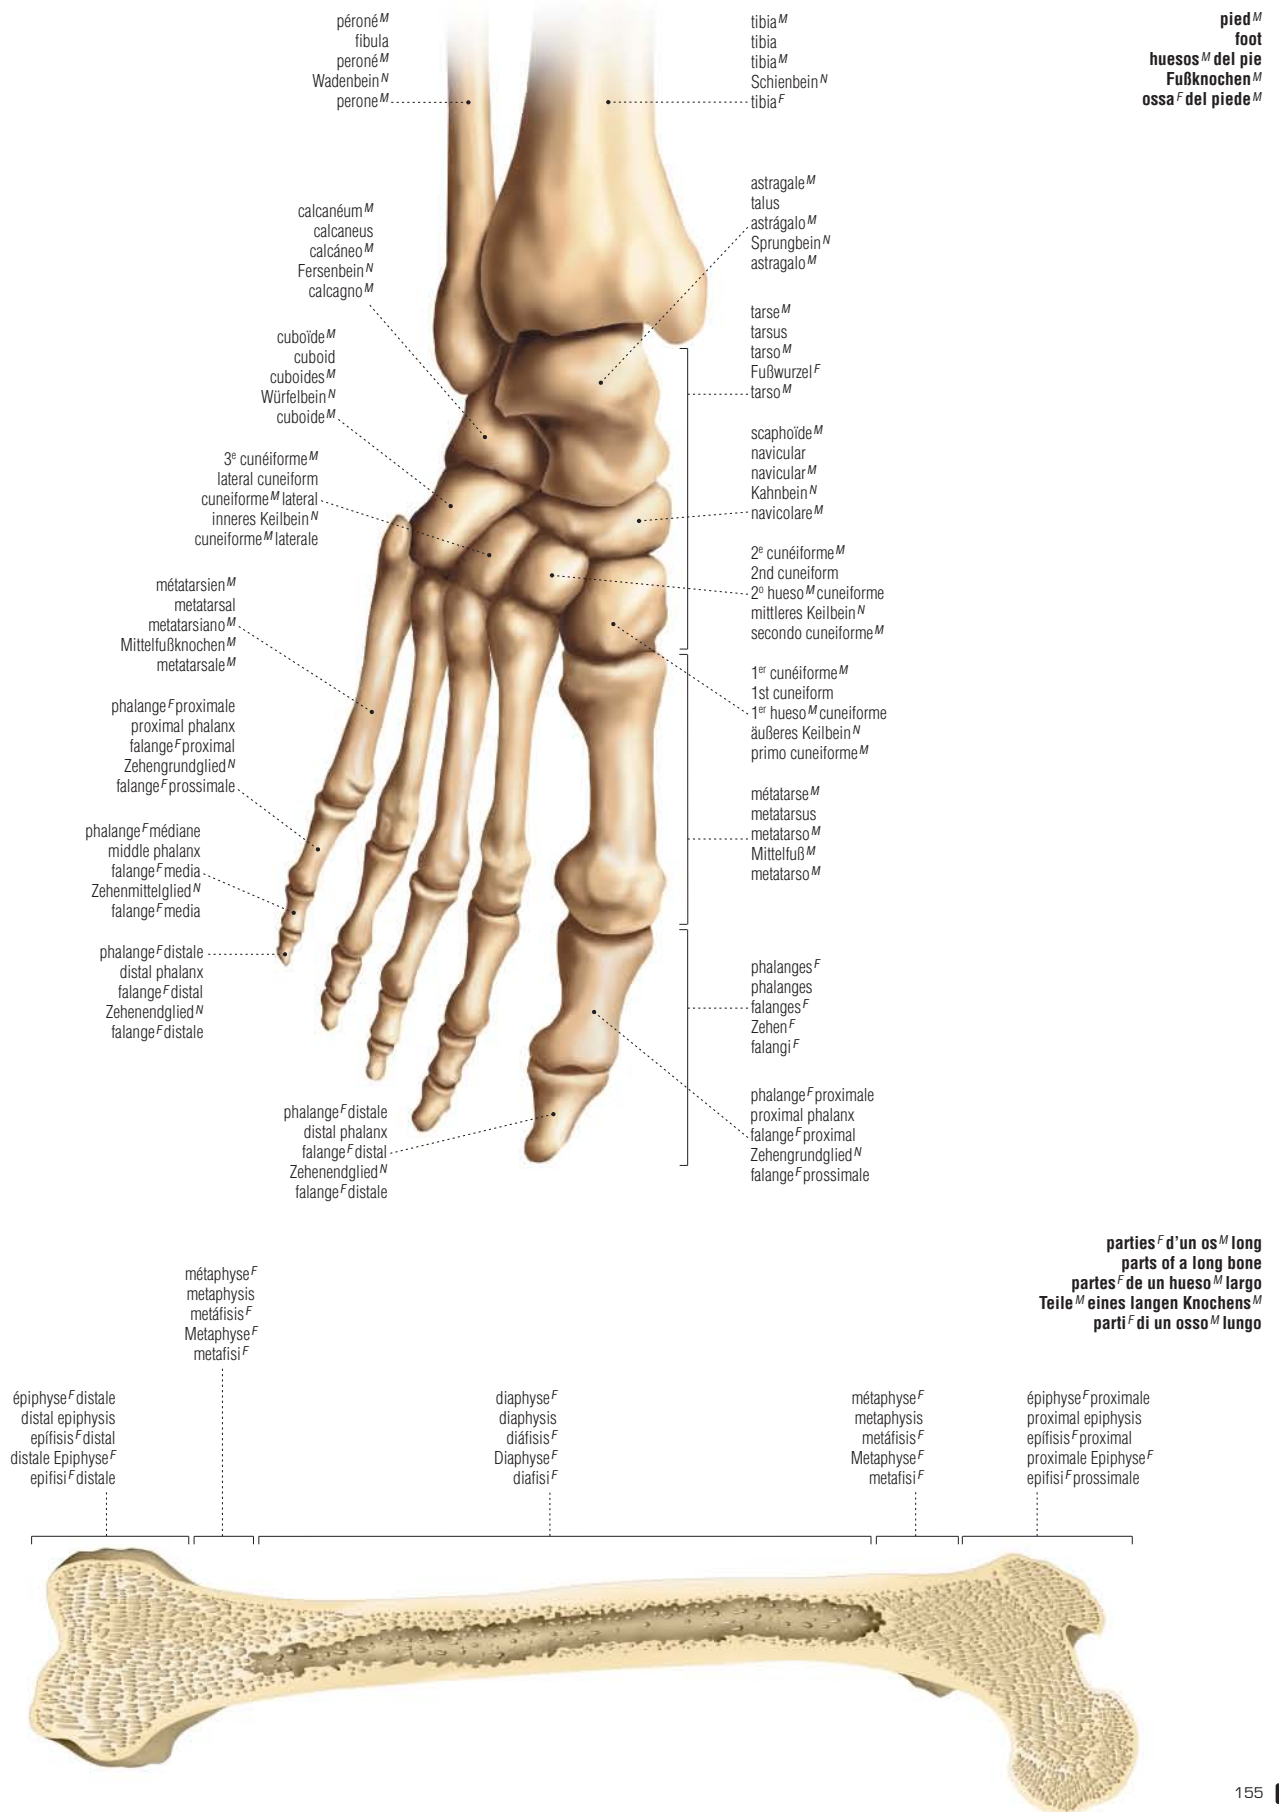 pied M
foot
huesos M del pie
Fußknochen M
ossa F del piede M
péroné M
fibula
peroné M
Wadenbein N
perone M
tibia M
tibia
tibia M
Schienbein N
tibia F
calcanéum M
calcaneus
calcáneo M
Fersenbein N
calcagno M
astragale M
talus
astrágalo M
Sprungbein N
astragalo M
cuboïde M
cuboid
cuboides M
Würfelbein N
cuboide M
tarse M
tarsus
tarso M
Fußwurzel F
tarso M
3e cunéiforme M
lateral cuneiform
cuneiforme M lateral
inneres Keilbein N
cuneiforme M laterale
scaphoïde M
navicular
navicular M
Kahnbein N
navicolare M
métatarsien M
metatarsal
metatarsiano M
Mittelfußknochen M
metatarsale M
2e cunéiforme M
2nd cuneiform
2º hueso M cuneiforme
mittleres Keilbein N
secondo cuneiforme M
phalange F proximale
proximal phalanx
falange F proximal
Zehengrundglied N
falange F prossimale
1er cunéiforme M
1st cuneiform
1er hueso M cuneiforme
äußeres Keilbein N
primo cuneiforme M
phalange F médiane
middle phalanx
falange F media
Zehenmittelglied N
falange F media
métatarse M
metatarsus
metatarso M
Mittelfuß M
metatarso M
phalange F distale
distal phalanx
falange F distal
Zehenendglied N
falange F distale
phalanges F
phalanges
falanges F
Zehen F
falangi F
phalange F distale
distal phalanx
falange F distal
Zehenendglied N
falange F distale
phalange F proximale
proximal phalanx
falange F proximal
Zehengrundglied N
falange F prossimale
parties F d'un os M long
parts of a long bone
partes F de un hueso M largo
Teile M eines langen Knochens M
parti F di un osso M lungo
métaphyse F
metaphysis
metáfisis F
Metaphyse F
metafisi F
épiphyse F distale
distal epiphysis
epífisis F distal
distale Epiphyse F
epifisi F distale
diaphyse F
diaphysis
diáfisis F
Diaphyse F
diafisi F
métaphyse F
metaphysis
metáfisis F
Metaphyse F
metafisi F
épiphyse F proximale
proximal epiphysis
epífisis F proximal
proximale Epiphyse F
epifisi F prossimale
155